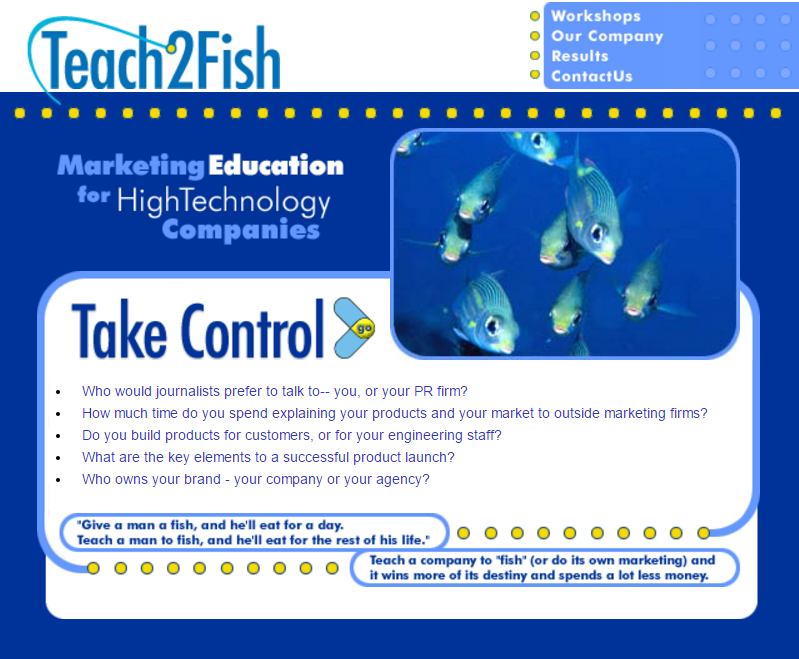 Teach2Fish
Workshops
Our Company
Results
ContactUs
MarketingEducation
for HighTechnology
Companies
Take Control
go
Who would journalists prefer to talk to-- you, or your PR firm?
How much time do you spend explaining your products and your market to outside marketing firms?
Do you build products for customers, or for your engineering staff?
What are the key elements to a successful product launch?
Who owns your brand - your company or your agency?
"Give a man a fish, and he'll eat for a day.
Teach a man to fish, and he'll eat for the rest of his life."
Teach a company to "fish" (or do its own marketing) and
it wins more of its destiny and spends a lot less money.